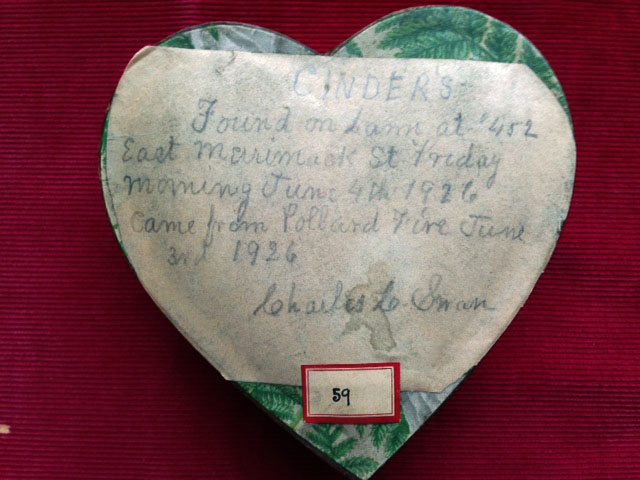 CINDERS
Found on Lawn at 452
East Merimack St Friday
Morning June 4th 1926
Came from Pollard Fire June
3rd 1926
Charles C Swan
59